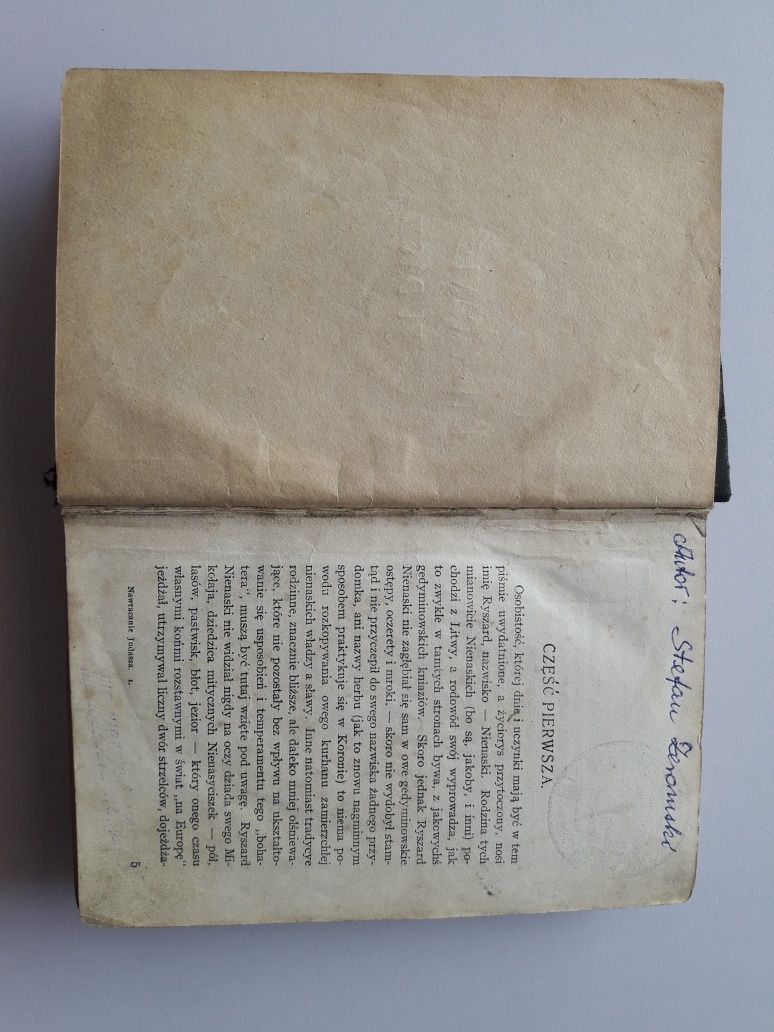 Autor: Stefan Żeromski
CZĘŚĆ PIERWSZA.
Osobistość, której dnie i uczynki mają być w tem
piśmie uwydatnione, a życiorys przytoczony, nosi
imię Ryszard, nazwisko — Nienaski. Rodzina tych
mianowicie Nienaskich (bo są, jakoby, i inni) po-
chodzi z Litwy, a rodowód swój wyprowadza, jak
to zwykle w tamtych stronach bywa, z jakowychś
gedyminowskich kniaziów. Skoro jednak Ryszard
Nienaski nie zagłębiał się sam w owe gedyminowskie
ostępy, oczerety i mroki, — skoro nie wydobył stam-
tąd i nie przyczepił do swego nazwiska żadnego przy-
domka, ani nazwy herbu (jak to znowu nagminnym
sposobem praktykuje się w Koronie) to niema po-
wodu rozkopywania owego kurhanu zamierzchłej
nienaskich władzy a sławy. Inne natomiast tradycye
rodzinne, znacznie bliższe, ale daleko mniej olśniewa-
jące, które nie pozostały bez wpływu na ukształto-
wanie się usposobień i temperamentu tego „boha-
tera“, muszą być tutaj wzięte pod uwagę. Ryszard
Nienaski nie widział nigdy na oczy dziada swego Mi-
kołaja, dziedzica mitycznych Nienasyciszek — pól,
lasów, pastwisk, błot, jezior — który onego czasu
własnymi końmi rozstawnymi w świat „na Europę“
jeżdżał, utrzymywał liczny dwór strzelców, dojeżdża-
Nawracanie Judasza. I.
5